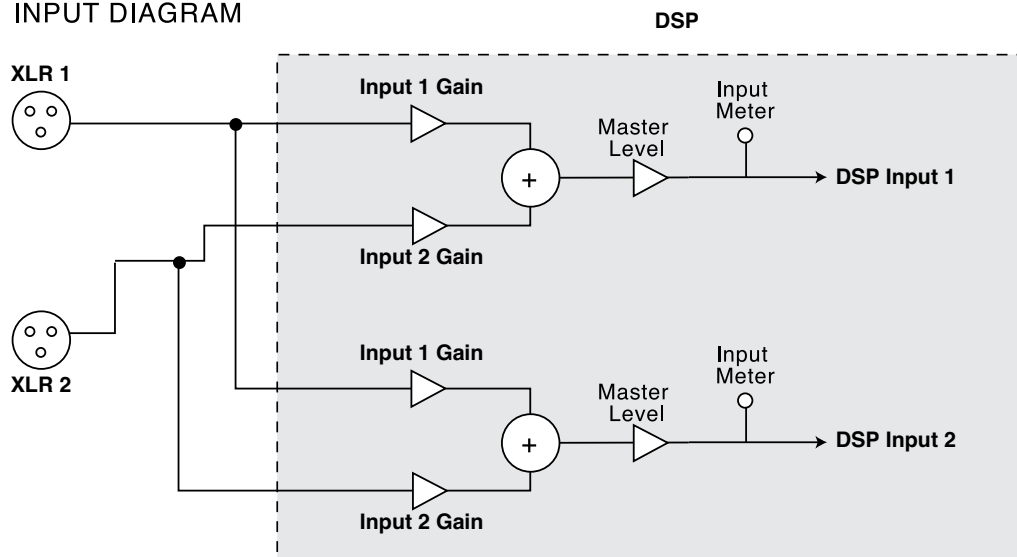 INPUT DIAGRAM
DSP
XLR 1
Input 1 Gain
Input
Meter
Master
Level
+
DSP Input 1
Input 2 Gain
XLR 2
Input 1 Gain
Input
Meter
Master
Level
+
DSP Input 2
Input 2 Gain